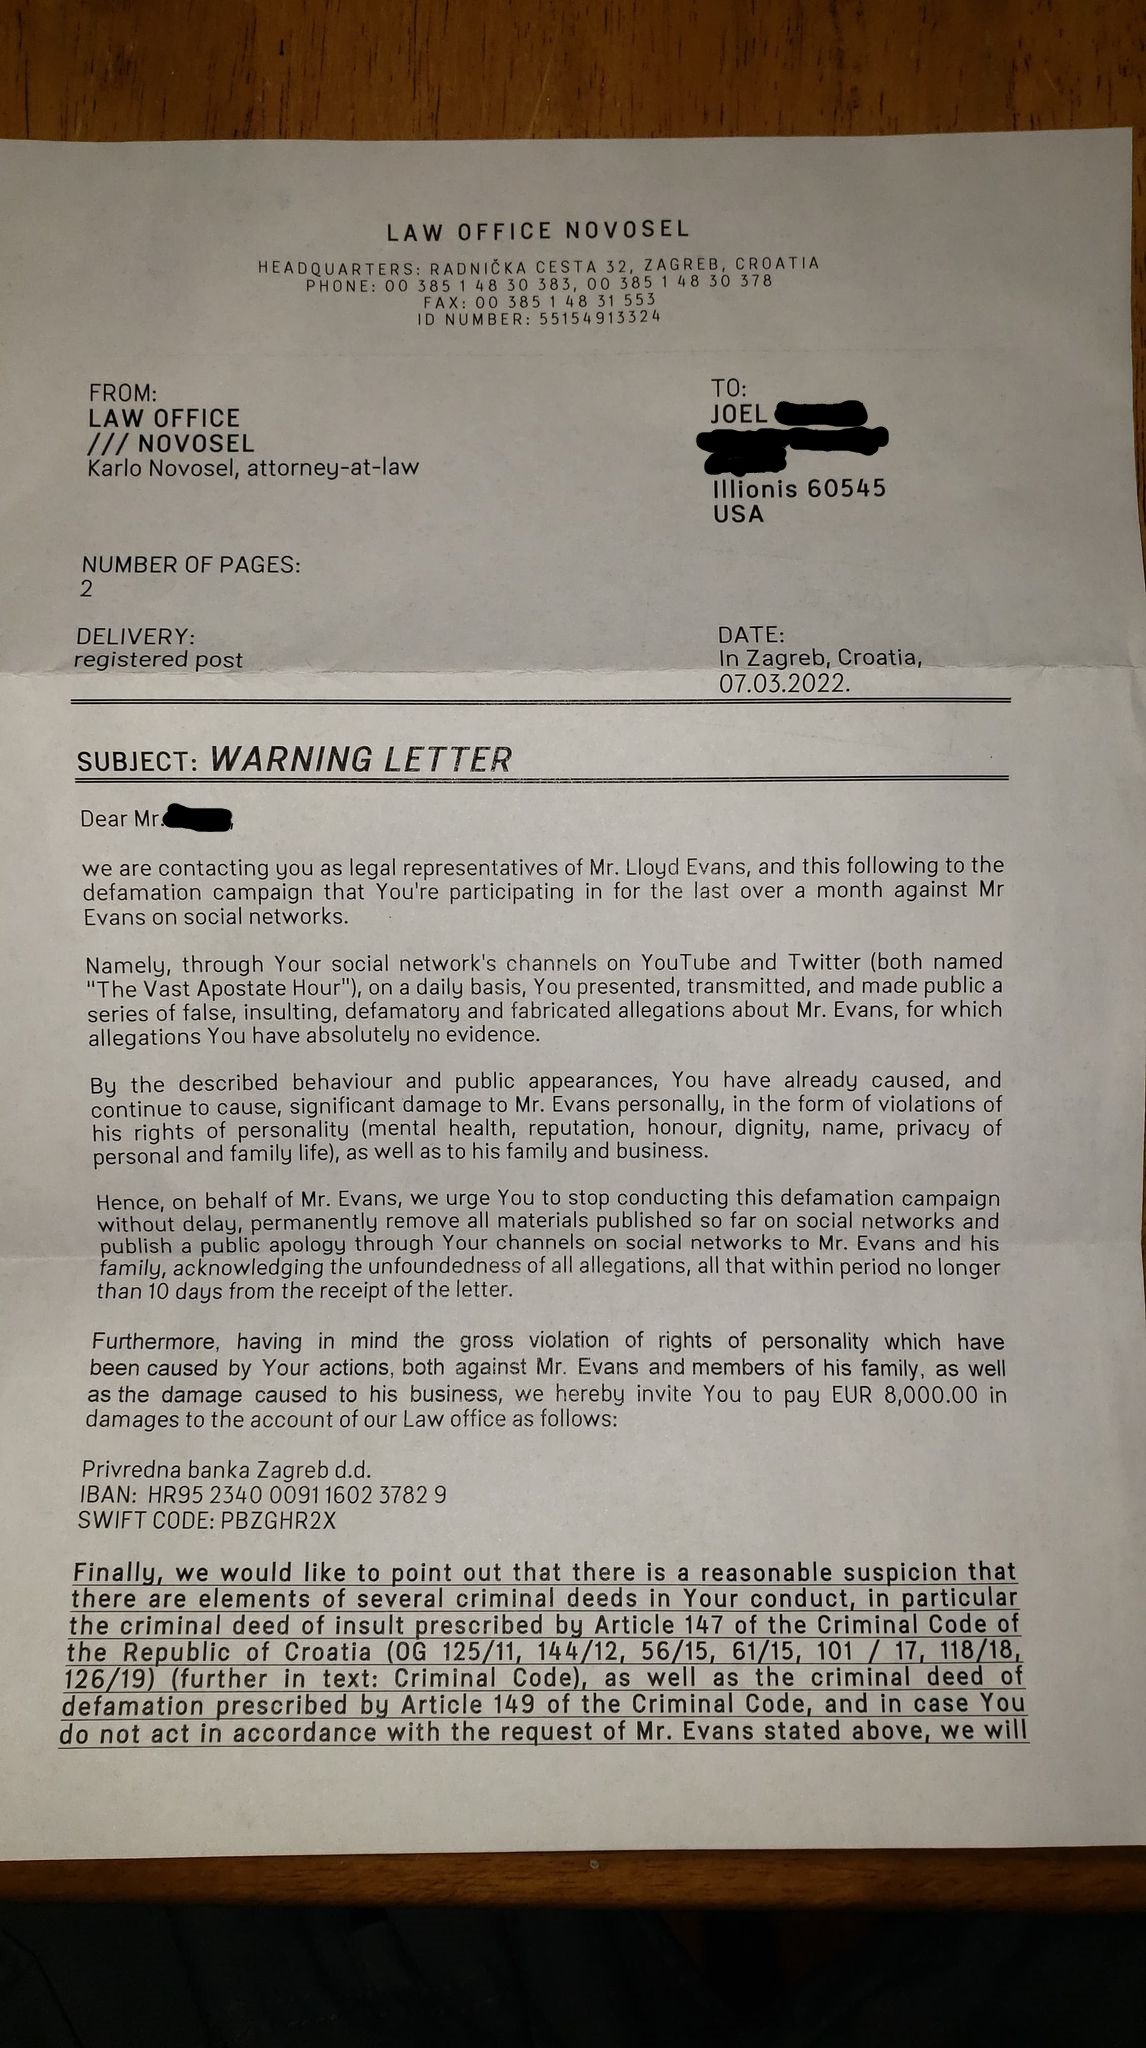 LAW OFFICE NOVOSEL
HEADQUARTERS: RADNIČKA CESTA 32, ZAGREB, CROATIA
PHONE: 00 385 1 48 30 383, 00 385 1 48 30 378
FAX: 00 385 1 48 31 553
ID NUMBER: 55154913324
FROM:
LAW OFFICE
/// NOVOSEL
Karlo Novosel, attorney-at-law
TO:
JOEL
Illionis 60545
USA
NUMBER OF PAGES:
2
DELIVERY:
registered post
DATE:
In Zagreb, Croatia,
07.03.2022.
SUBJECT: WARNING LETTER
Dear Mr.
we are contacting you as legal representatives of Mr. Lloyd Evans, and this following to the
defamation campaign that You're participating in for the last over a month against Mr
Evans on social networks.
Namely, through Your social network's channels on YouTube and Twitter (both named
"The Vast Apostate Hour"), on a daily basis, You presented, transmitted, and made public a
series of false, insulting, defamatory and fabricated allegations about Mr. Evans, for which
allegations You have absolutely no evidence.
By the described behaviour and public appearances, You have already caused, and
continue to cause, significant damage to Mr. Evans personally, in the form of violations of
his rights of personality (mental health, reputation, honour, dignity, name, privacy of
personal and family life), as well as to his family and business.
Hence, on behalf of Mr. Evans, we urge You to stop conducting this defamation campaign
without delay, permanently remove all materials published so far on social networks and
publish a public apology through Your channels on social networks to Mr. Evans and his
family, acknowledging the unfoundedness of all allegations, all that within period no longer
than 10 days from the receipt of the letter.
Furthermore, having in mind the gross violation of rights of personality which have
been caused by Your actions, both against Mr. Evans and members of his family, as well
as the damage caused to his business, we hereby invite You to pay EUR 8,000.00 in
damages to the account of our Law office as follows:
Privredna banka Zagreb d.d.
IBAN: HR95 2340 0091 1602 3782 9
SWIFT CODE: PBZGHR2X
Finally, we would like to point out that there is a reasonable suspicion that
there are elements of several criminal deeds in Your conduct, in particular
the criminal deed of insult prescribed by Article 147 of the Criminal Code of
the Republic of Croatia (OG 125/11, 144/12, 56/15, 61/15, 101 / 17, 118/18,
126/19) (further in text: Criminal Code), as well as the criminal deed of
defamation prescribed by Article 149 of the Criminal Code, and in case You
do not act in accordance with the request of Mr. Evans stated above, we will